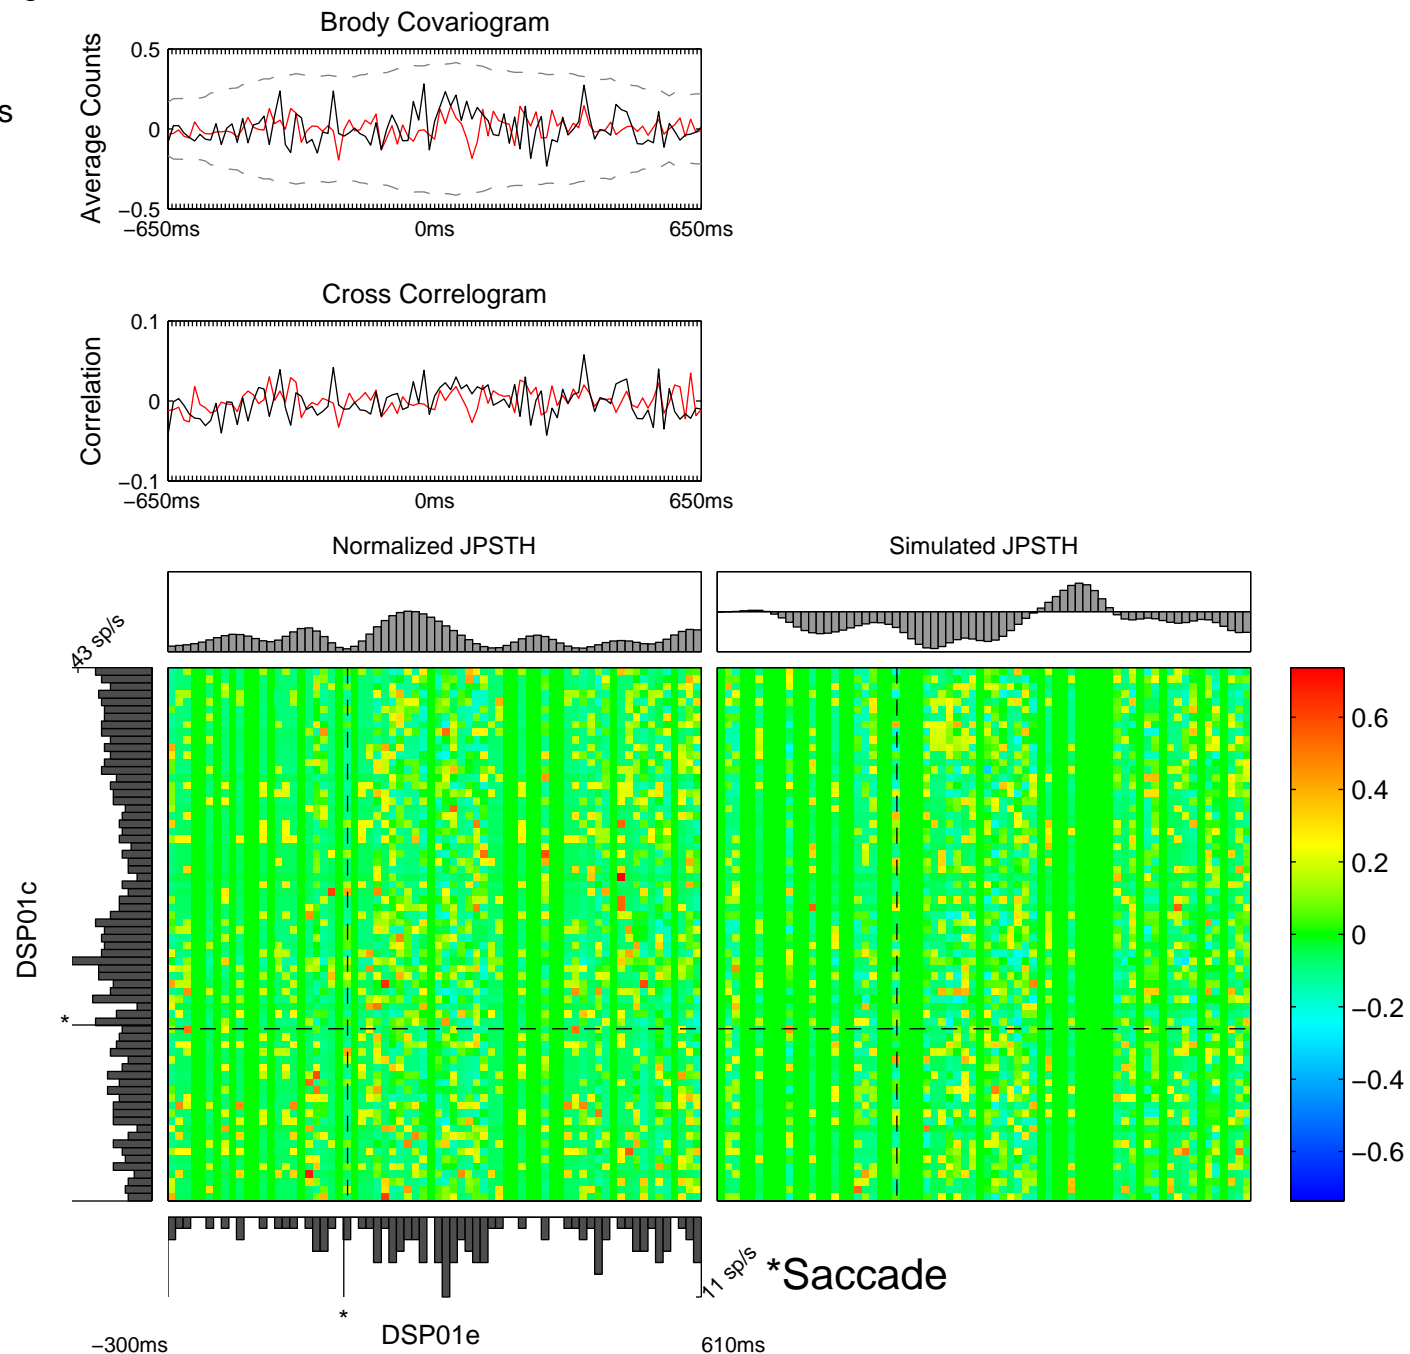 Brody Covariogram
Average Counts
0.5
0
−0.5
−650ms
0ms
650ms
s
Cross Correlogram
Correlation
0.1
0
−0.1
−650ms
0ms
650ms
Normalized JPSTH
Simulated JPSTH
43 sp/s
DSP01c
*
0.6
0.4
0.2
0
−0.2
−0.4
−0.6
11 sp/s
*Saccade
*
DSP01e
−300ms
610ms